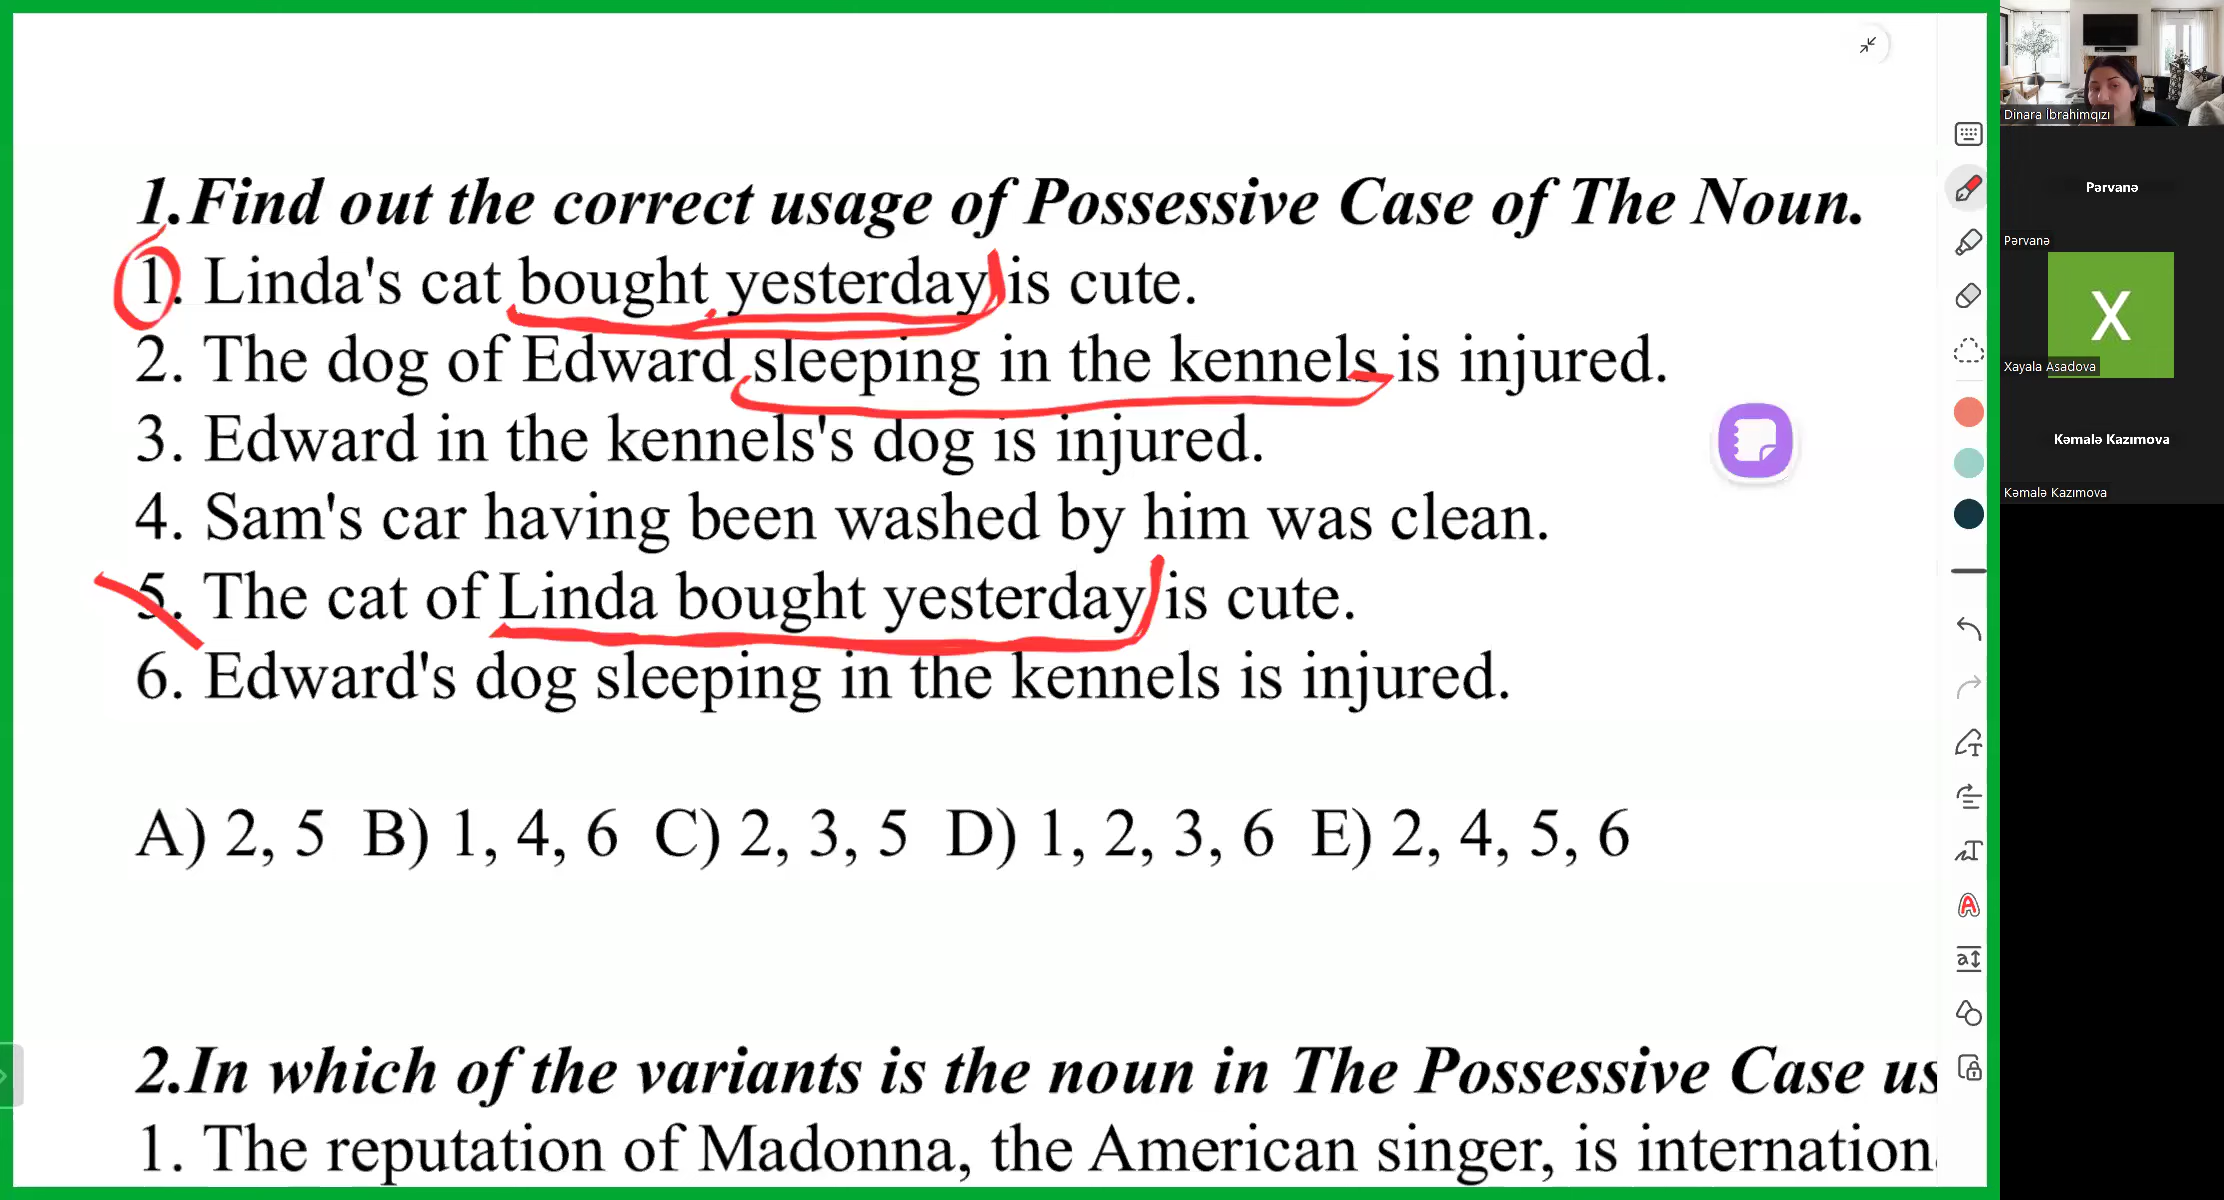 1.Find out the correct usage of Possessive Case of The Noun.
1. Linda's cat bought yesterday is cute.
2. The dog of Edward sleeping in the kennels is injured.
3. Edward in the kennels's dog is injured.
4. Sam's car having been washed by him was clean.
5. The cat of Linda bought yesterday is cute.
6. Edward's dog sleeping in the kennels is injured.
A) 2, 5 B) 1, 4, 6 C) 2, 3, 5 D) 1, 2, 3, 6 E) 2, 4, 5, 6
2.In which of the variants is the noun in The Possessive Case us
1. The reputation of Madonna, the American singer, is internation
Dinara İbrahimqızı
Pərvanə
Pərvanə
X
Xayala Asadova
Kəmalə Kazımova
Kəmalə Kazımova